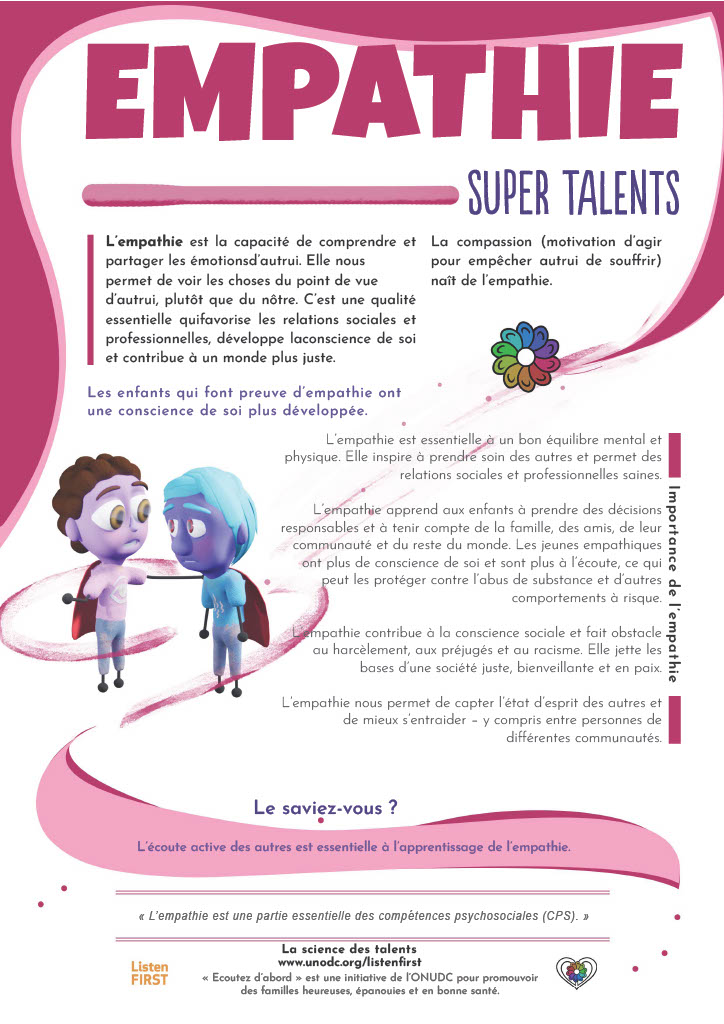 EMPATHIE
SUPER TALENTS
L'empathie est la capacité de comprendre et
partager les émotionsd'autrui. Elle nous
permet de voir les choses du point de vue
d'autrui, plutôt que du nôtre. C'est une qualité
essentielle quifavorise les relations sociales et
professionnelles, développe laconscience de soi
et contribue à un monde plus juste.
La compassion (motivation d'agir
pour empêcher autrui de souffrir)
naît de l'empathie.
Les enfants qui font preuve d'empathie ont
une conscience de soi plus développée.
L'empathie est essentielle à un bon équilibre mental et
physique. Elle inspire à prendre soin des autres et permet des
relations sociales et professionnelles saines.
L'empathie apprend aux enfants à prendre des décisions
responsables et à tenir compte de la famille, des amis, de leur
communauté et du reste du monde. Les jeunes empathiques
ont plus de conscience de soi et sont plus à l'écoute, ce qui
peut les protéger contre l'abus de substance et d'autres
comportements à risque.
L'empathie contribue à la conscience sociale et fait obstacle
au harcèlement, aux préjugés et au racisme. Elle jette les
bases d'une société juste, bienveillante et en paix.
L'empathie nous permet de capter l'état d'esprit des autres et
de mieux s'entraider – y compris entre personnes de
différentes communautés.
Importance de l'empathie
Le saviez-vous ?
L'écoute active des autres est essentielle à l'apprentissage de l'empathie.
« L'empathie est une partie essentielle des compétences psychosociales (CPS). »
La science des talents
www.unodc.org/listenfirst
« Ecoutez d'abord » est une initiative de l'ONUDC pour promouvoir
des familles heureuses, épanouies et en bonne santé.
Listen
FIRST